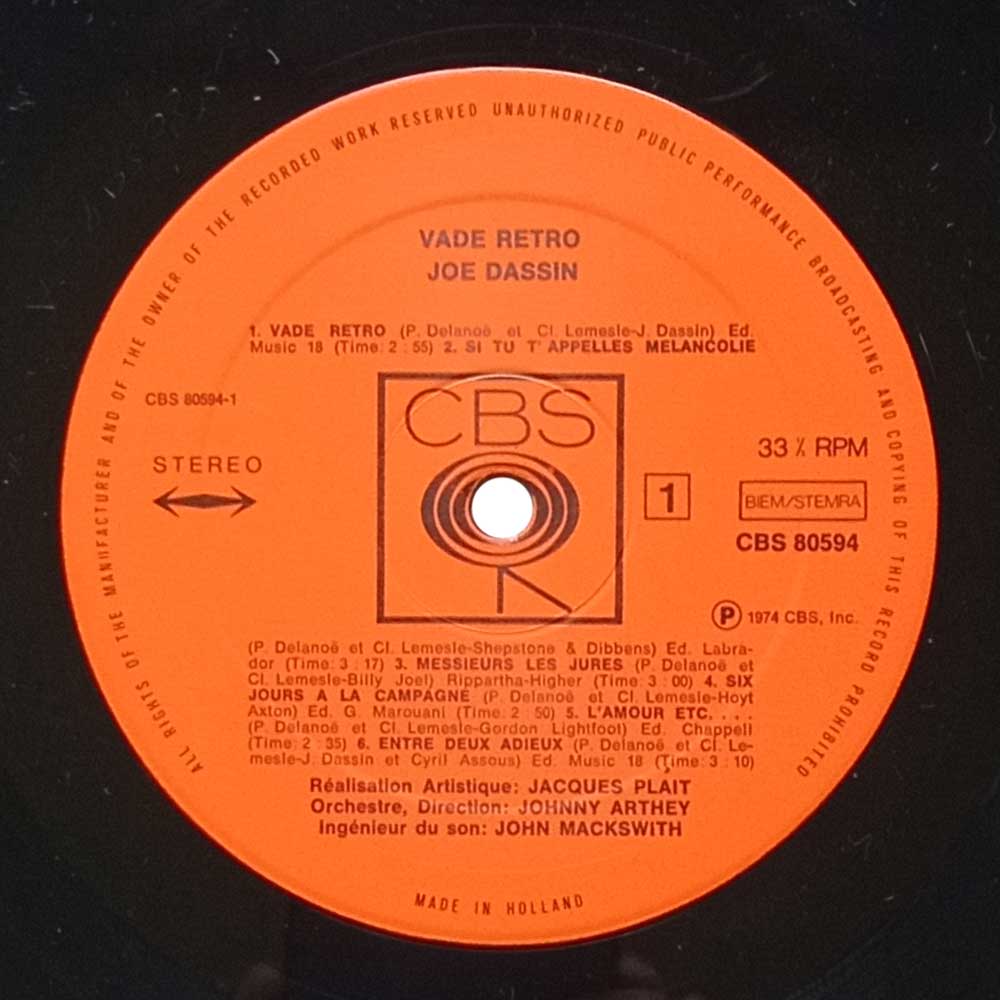 ALL RIGHTS OF THE MANUFACTURER AND OF THE OWNER OF THE RECORDED WORK RESERVED UNAUTHORIZED PUBLIC PERFORMANCE BROADCASTING AND COPYING OF THIS RECORD PROHIBITED
VADE RETRO
JOE DASSIN
1. VADE RETRO (P. Delanoë et Cl. Lemesle-J. Dassin) Ed.
Music 18 (Time: 2 : 55) 2. SI TU T' APPELLES MELANCOLIE
CBS 80594-1
STEREO
CBS
1
33 ⅓ RPM
BIEM/STEMRA
CBS 80594
Ⓟ 1974 CBS, Inc.
(P. Delanoë et Cl. Lemesle-Shepstone & Dibbens) Ed. Labra-
dor (Time: 3 : 17) 3. MESSIEURS LES JURES (P. Delanoë et
Cl. Lemesle-Billy Joel) Rippartha-Higher (Time: 3 : 00) 4. SIX
JOURS A LA CAMPAGNE (P. Delanoë et Cl. Lemesle-Hoyt
Axton) Ed. G. Marouani (Time: 2 : 50) 5. L'AMOUR ETC. . . .
(P. Delanoë et Cl. Lemesle-Gordon Lightfoot) Ed. Chappell
(Time: 2 : 35) 6. ENTRE DEUX ADIEUX (P. Delanoë et Cl. Le-
mesle-J. Dassin et Cyril Assous) Ed. Music 18 (Time: 3 : 10)
Réalisation Artistique: JACQUES PLAIT
Orchestre, Direction: JOHNNY ARTHEY
Ingénieur du son: JOHN MACKSWITH
MADE IN HOLLAND